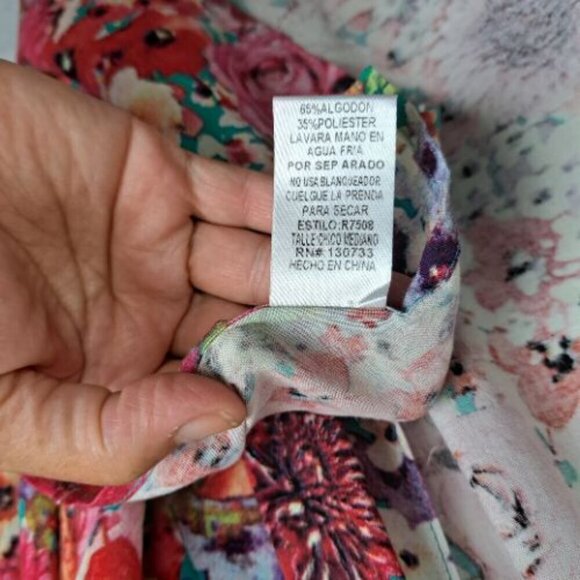 65%ALGODON
35%POLIESTER
LAVARA MANO EN
AGUA FRIA
POR SEP ARADO
NO USA BLANQUEADOR
CUELGUE LA PRENDA
PARA SECAR
ESTILO:R7508
TALLE:CHICO MEDIANO
RN#:130733
HECHO EN CHINA